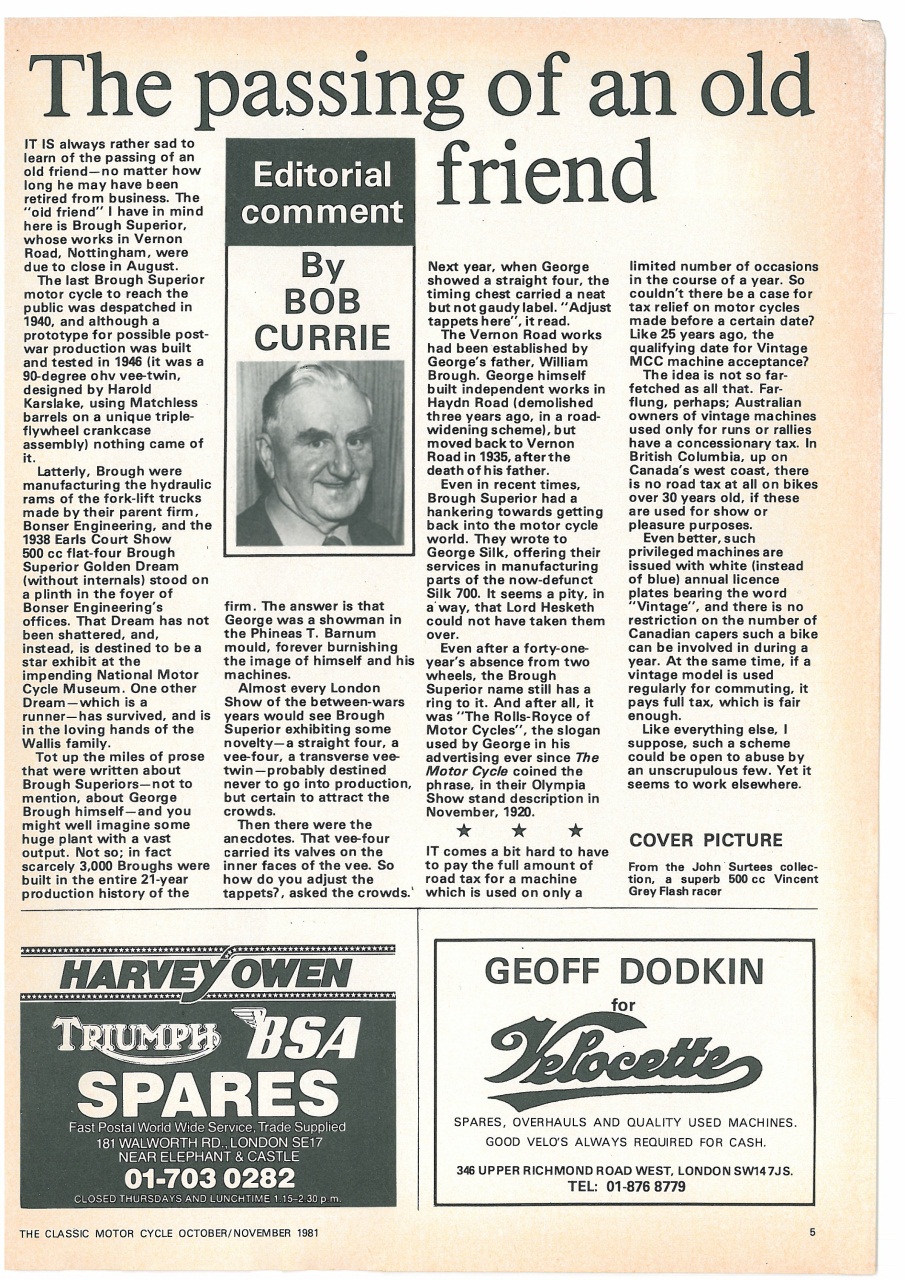 The passing of an old
friend
IT IS always rather sad to
learn of the passing of an
old friend—no matter how
long he may have been
retired from business. The
"old friend" I have in mind
here is Brough Superior,
whose works in Vernon
Road, Nottingham, were
due to close in August.
The last Brough Superior
motor cycle to reach the
public was despatched in
1940, and although a
prototype for possible post-
war production was built
and tested in 1946 (it was a
90-degree ohv vee-twin,
designed by Harold
Karslake, using Matchless
barrels on a unique triple-
flywheel crankcase
assembly) nothing came of
it.
Latterly, Brough were
manufacturing the hydraulic
rams of the fork-lift trucks
made by their parent firm,
Bonser Engineering, and the
1938 Earls Court Show
500 cc flat-four Brough
Superior Golden Dream
(without internals) stood on
a plinth in the foyer of
Bonser Engineering's
offices. That Dream has not
been shattered, and,
instead, is destined to be a
star exhibit at the
impending National Motor
Cycle Museum. One other
Dream—which is a
runner—has survived, and is
in the loving hands of the
Wallis family.
Tot up the miles of prose
that were written about
Brough Superiors—not to
mention, about George
Brough himself—and you
might well imagine some
huge plant with a vast
output. Not so; in fact
scarcely 3,000 Broughs were
built in the entire 21-year
production history of the
Editorial
comment
By
BOB
CURRIE
firm. The answer is that
George was a showman in
the Phineas T. Barnum
mould, forever burnishing
the image of himself and his
machines.
Almost every London
Show of the between-wars
years would see Brough
Superior exhibiting some
novelty—a straight four, a
vee-four, a transverse vee-
twin—probably destined
never to go into production,
but certain to attract the
crowds.
Then there were the
anecdotes. That vee-four
carried its valves on the
inner faces of the vee. So
how do you adjust the
tappets?, asked the crowds.
Next year, when George
showed a straight four, the
timing chest carried a neat
but not gaudy label. "Adjust
tappets here", it read.
The Vernon Road works
had been established by
George's father, William
Brough. George himself
built independent works in
Haydn Road (demolished
three years ago, in a road-
widening scheme), but
moved back to Vernon
Road in 1935, after the
death of his father.
Even in recent times,
Brough Superior had a
hankering towards getting
back into the motor cycle
world. They wrote to
George Silk, offering their
services in manufacturing
parts of the now-defunct
Silk 700. It seems a pity, in
a way, that Lord Hesketh
could not have taken them
over.
Even after a forty-one-
year's absence from two
wheels, the Brough
Superior name still has a
ring to it. And after all, it
was "The Rolls-Royce of
Motor Cycles", the slogan
used by George in his
advertising ever since The
Motor Cycle coined the
phrase, in their Olympia
Show stand description in
November, 1920.
★ ★ ★
IT comes a bit hard to have
to pay the full amount of
road tax for a machine
which is used on only a
limited number of occasions
in the course of a year. So
couldn't there be a case for
tax relief on motor cycles
made before a certain date?
Like 25 years ago, the
qualifying date for Vintage
MCC machine acceptance?
The idea is not so far-
fetched as all that. Far-
flung, perhaps; Australian
owners of vintage machines
used only for runs or rallies
have a concessionary tax. In
British Columbia, up on
Canada's west coast, there
is no road tax at all on bikes
over 30 years old, if these
are used for show or
pleasure purposes.
Even better, such
privileged machines are
issued with white (instead
of blue) annual licence
plates bearing the word
"Vintage", and there is no
restriction on the number of
Canadian capers such a bike
can be involved in during a
year. At the same time, if a
vintage model is used
regularly for commuting, it
pays full tax, which is fair
enough.
Like everything else, I
suppose, such a scheme
could be open to abuse by
an unscrupulous few. Yet it
seems to work elsewhere.
COVER PICTURE
From the John Surtees collec-
tion, a superb 500 cc Vincent
Grey Flash racer
HARVEY OWEN
TRIUMPH BSA
SPARES
Fast Postal World Wide Service, Trade Supplied
181 WALWORTH RD., LONDON SE17
NEAR ELEPHANT & CASTLE
01-703 0282
CLOSED THURSDAYS AND LUNCHTIME 1.15–2.30 p.m.
GEOFF DODKIN
for
Velocette
SPARES, OVERHAULS AND QUALITY USED MACHINES.
GOOD VELO'S ALWAYS REQUIRED FOR CASH.
346 UPPER RICHMOND ROAD WEST, LONDON SW14 7JS.
TEL: 01-876 8779
THE CLASSIC MOTOR CYCLE OCTOBER/NOVEMBER 1981
5